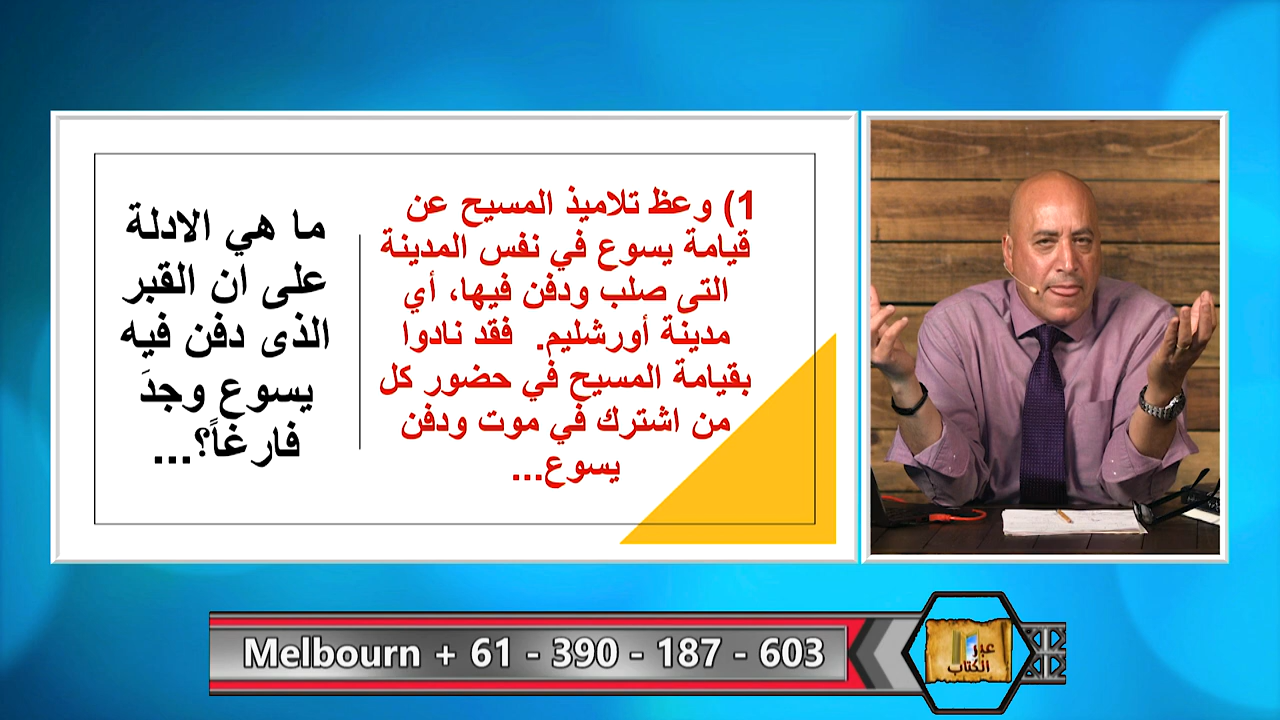 1) وعظ تلاميذ المسيح عن
قيامة يسوع في نفس المدينة
التى صلب ودفن فيها، أي
مدينة أورشليم. فقد نادوا
بقيامة المسيح في حضور كل
من اشترك في موت ودفن
يسوع...
ما هي الادلة
على ان القبر
الذى دفن فيه
يسوع وجدَ
فارغاً؟...
Melbourn + 61 - 390 - 187 - 603
عبر
الكتاب